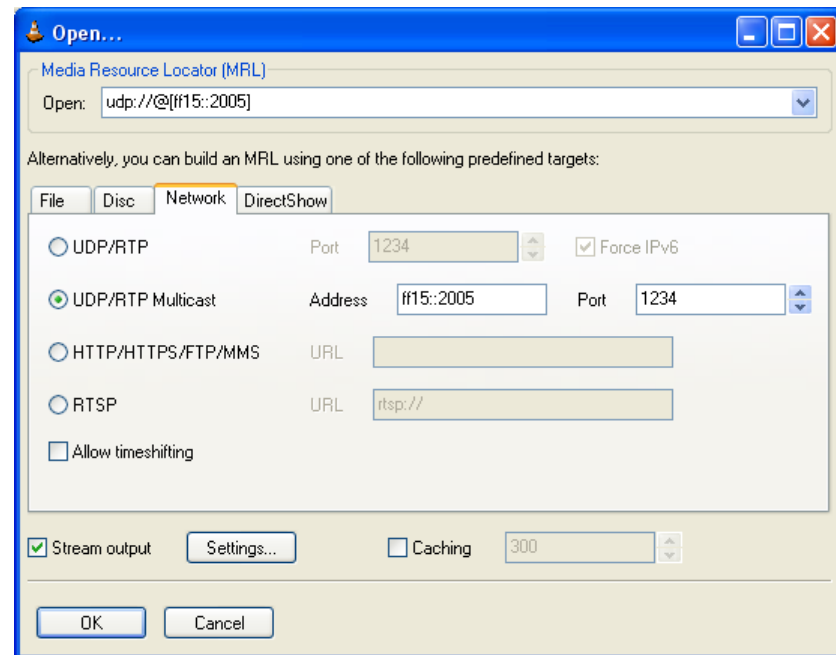 Open...
Media Resource Locator (MRL)
Open: udp://@[ff15::2005]
Alternatively, you can build an MRL using one of the following predefined targets:
File Disc Network DirectShow
UDP/RTP Port 1234 Force IPv6
UDP/RTP Multicast Address ff15::2005 Port 1234
HTTP/HTTPS/FTP/MMS URL
RTSP URL rtsp://
Allow timeshifting
Stream output Settings... Caching 300
OK Cancel